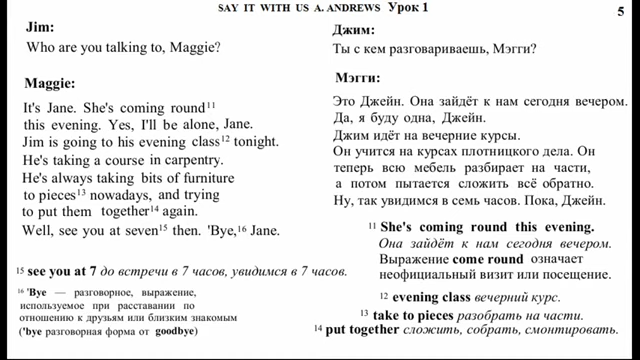 SAY IT WITH US A. ANDREWS Урок 1
5
Jim:
Who are you talking to, Maggie?
Maggie:
It's Jane. She's coming round¹¹
this evening. Yes, I'll be alone, Jane.
Jim is going to his evening class¹² tonight.
He's taking a course in carpentry.
He's always taking bits of furniture
to pieces¹³ nowadays, and trying
to put them together¹⁴ again.
Well, see you at seven¹⁵ then. 'Bye,¹⁶ Jane.
¹⁵ see you at 7 до встречи в 7 часов, увидимся в 7 часов.
¹⁶ 'Bye — разговорное, выражение,
используемое при расставании по
отношению к друзьям или близким знакомым
('bye разговорная форма от goodbye)
Джим:
Ты с кем разговариваешь, Мэгги?
Мэгги:
Это Джейн. Она зайдёт к нам сегодня вечером.
Да, я буду одна, Джейн.
Джим идёт на вечерние курсы.
Он учится на курсах плотницкого дела. Он
теперь всю мебель разбирает на части,
а потом пытается сложить всё обратно.
Ну, так увидимся в семь часов. Пока, Джейн.
¹¹ She's coming round this evening.
Она зайдёт к нам сегодня вечером.
Выражение come round означает
неофициальный визит или посещение.
¹² evening class вечерний курс.
¹³ take to pieces разобрать на части.
¹⁴ put together сложить, собрать, смонтировать.